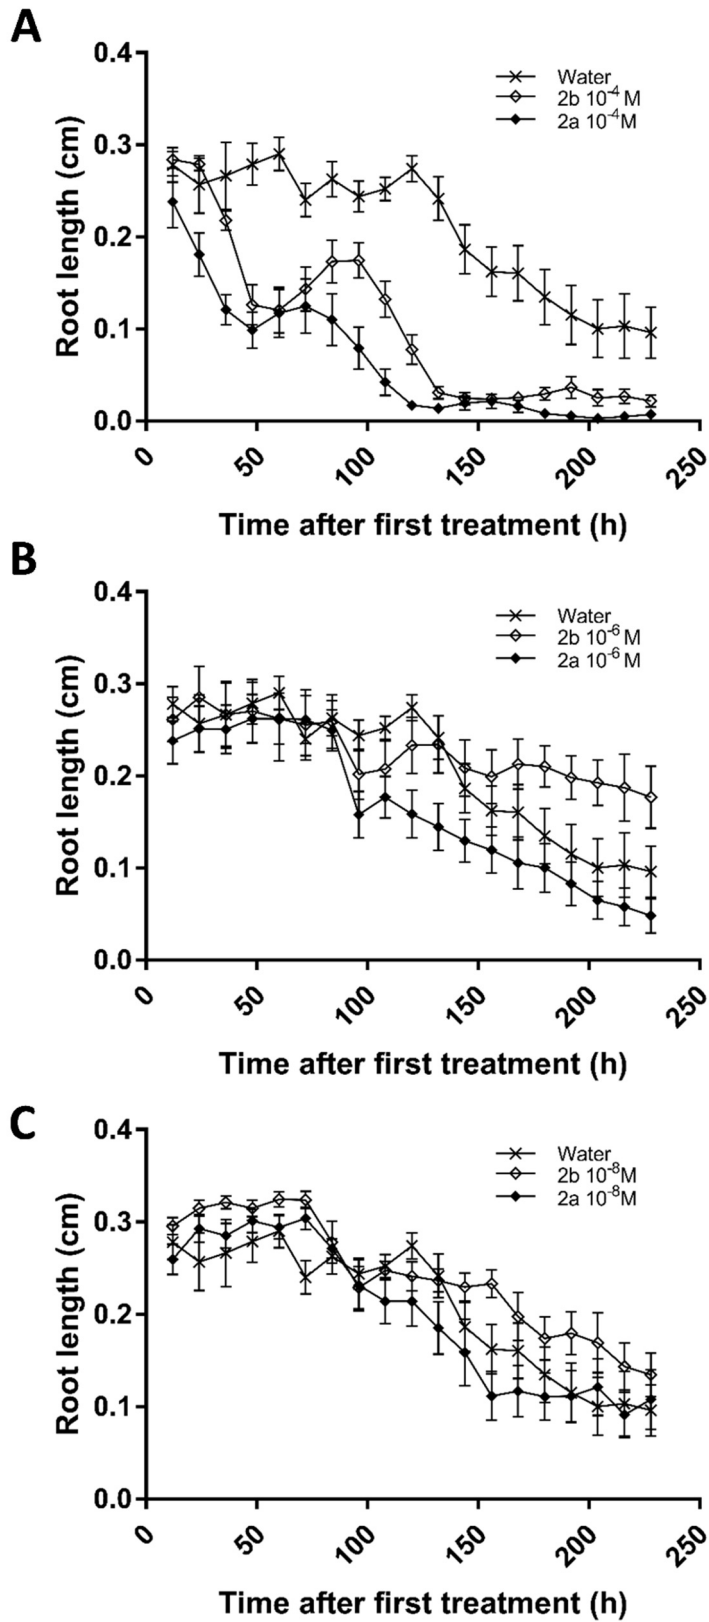 A
0.4
0.3
0.2
0.1
0.0
Root length (cm)
Water
2b 10⁻⁴ M
2a 10⁻⁴M
0
50
100
150
200
250
Time after first treatment (h)
B
0.4
0.3
0.2
0.1
0.0
Root length (cm)
Water
2b 10⁻⁶ M
2a 10⁻⁶ M
0
50
100
150
200
250
Time after first treatment (h)
C
0.4
0.3
0.2
0.1
0.0
Root length (cm)
Water
2b 10⁻⁸M
2a 10⁻⁸M
0
50
100
150
200
250
Time after first treatment (h)